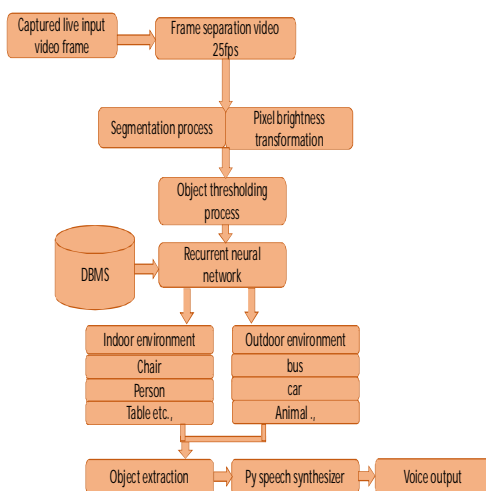 Captured live input
video frame
Frame separation video
25fps
Segmentation process
Pixel brightness
transformation
Object thresholding
process
DBMS
Recurrent neural
network
Indoor environment
Chair
Person
Table etc.,
Outdoor environment
bus
car
Animal .,
Object extraction
Py speech synthesizer
Voice output